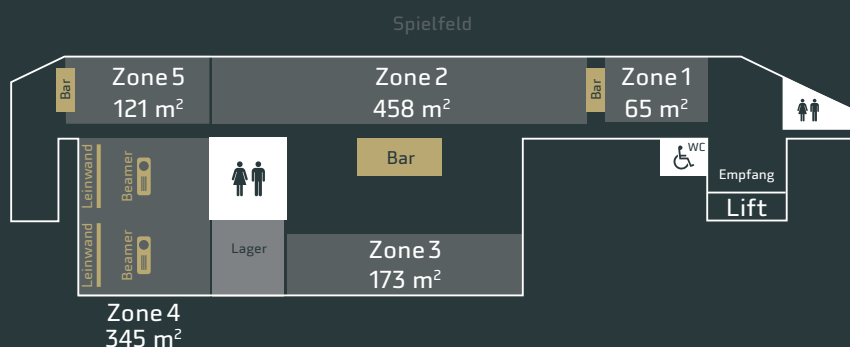 Spielfeld
Bar
Zone 5
121 m²
Zone 2
458 m²
Bar
Zone 1
65 m²
Leinwand
Beamer
Bar
WC
Empfang
Lift
Leinwand
Beamer
Lager
Zone 3
173 m²
Zone 4
345 m²